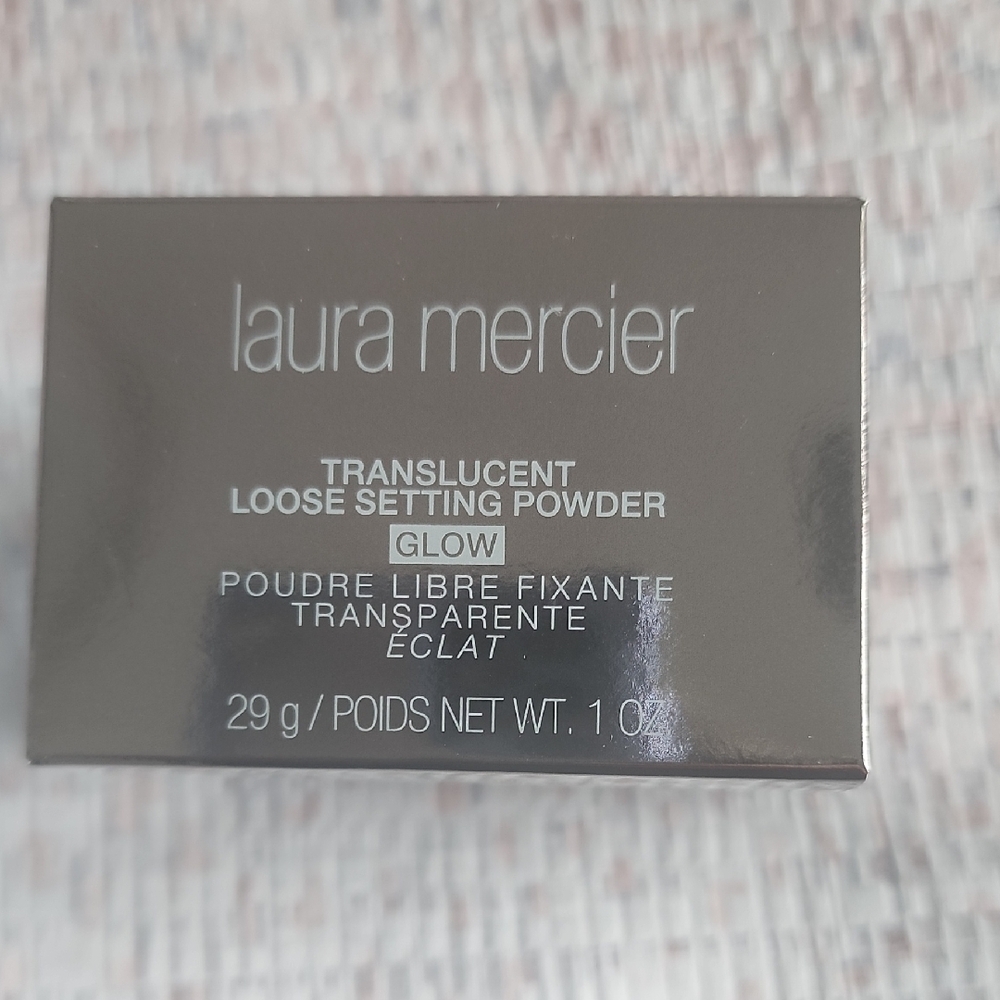 laura mercier
TRANSLUCENT
LOOSE SETTING POWDER
GLOW
POUDRE LIBRE FIXANTE
TRANSPARENTE
ÉCLAT
29 g / POIDS NET WT. 1 OZ